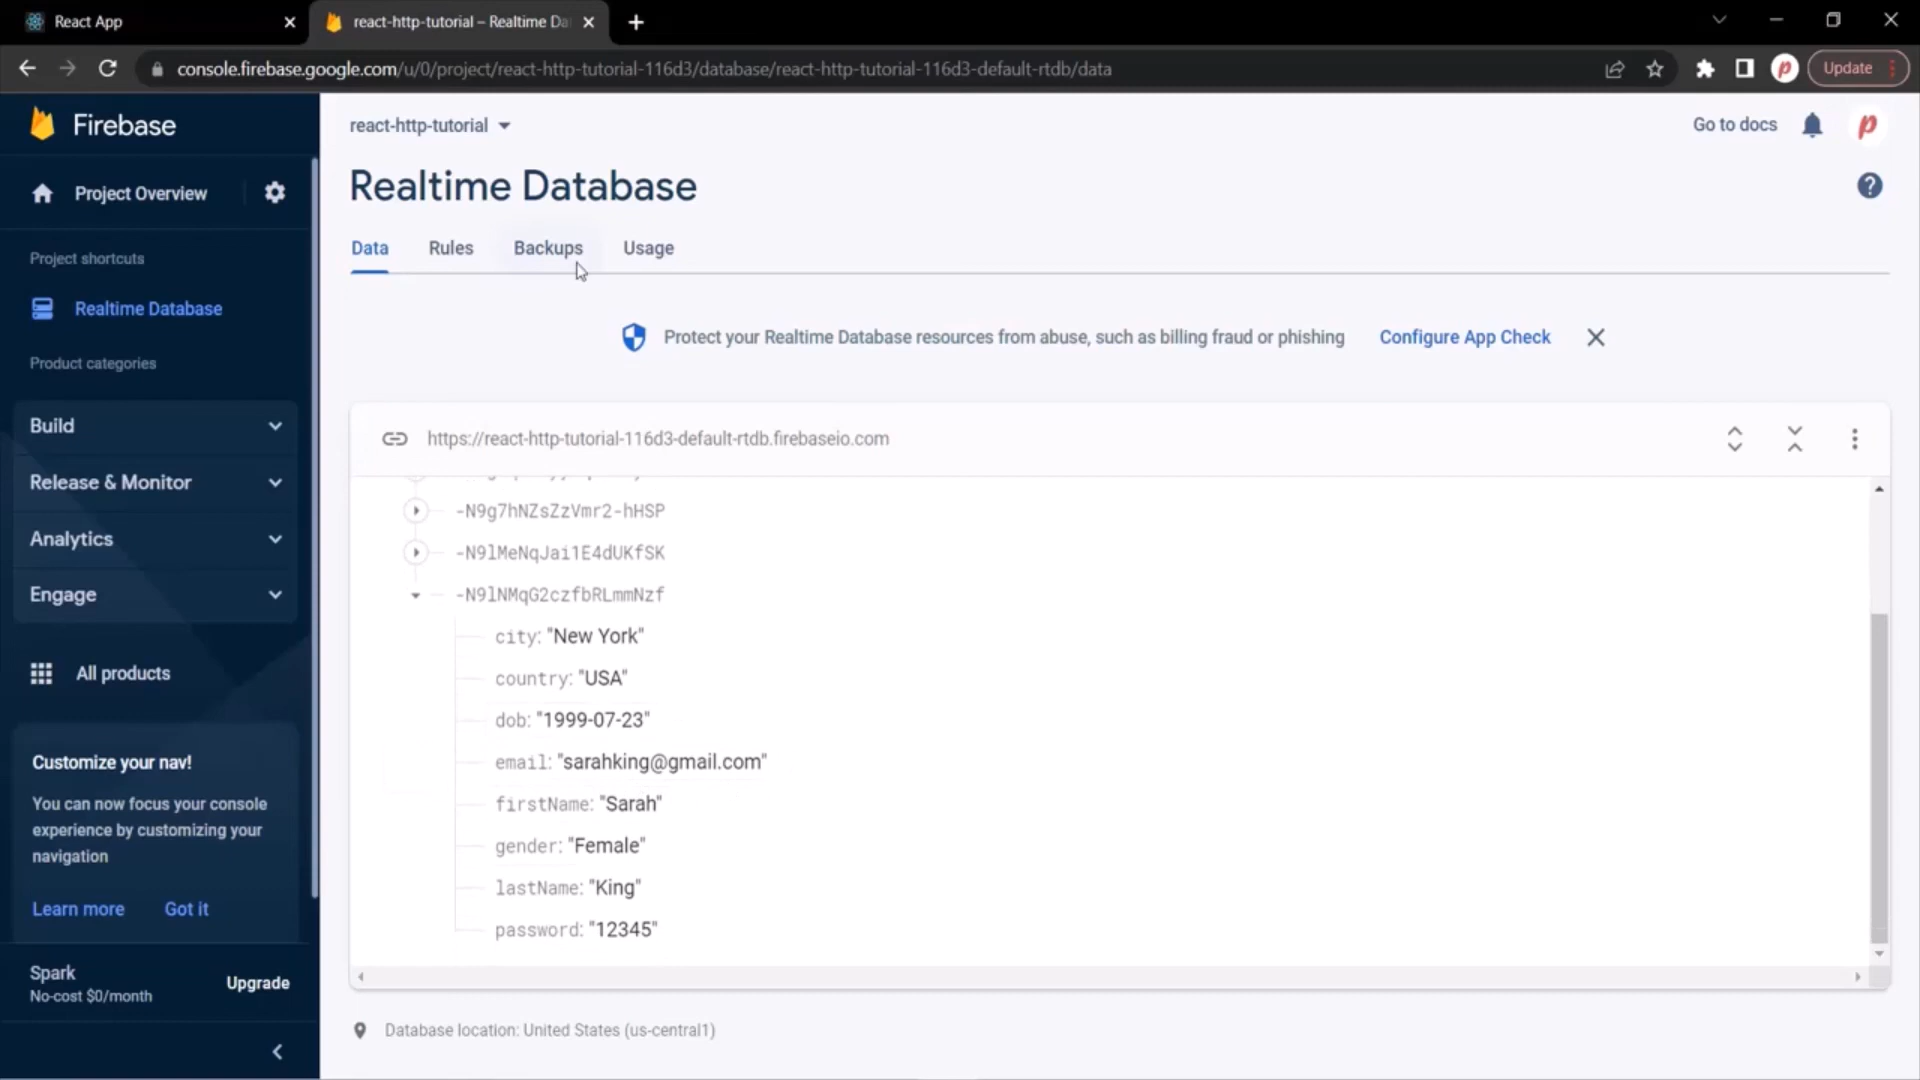 React App
react-http-tutorial – Realtime Da
console.firebase.google.com/u/0/project/react-http-tutorial-116d3/database/react-http-tutorial-116d3-default-rtdb/data
Update
Firebase
Project Overview
Project shortcuts
Realtime Database
Product categories
Build
Release & Monitor
Analytics
Engage
All products
Customize your nav!
You can now focus your console
experience by customizing your
navigation
Learn more Got it
Spark
No-cost $0/month
Upgrade
react-http-tutorial
Go to docs
Realtime Database
Data Rules Backups Usage
Protect your Realtime Database resources from abuse, such as billing fraud or phishing Configure App Check
https://react-http-tutorial-116d3-default-rtdb.firebaseio.com
-N9g7hNZsZzVmr2-hHSP
-N9lMeNqJai1E4dUKfSK
-N9lNMqG2czfbRLmmNzf
city: "New York"
country: "USA"
dob: "1999-07-23"
email: "sarahking@gmail.com"
firstName: "Sarah"
gender: "Female"
lastName: "King"
password: "12345"
Database location: United States (us-central1)